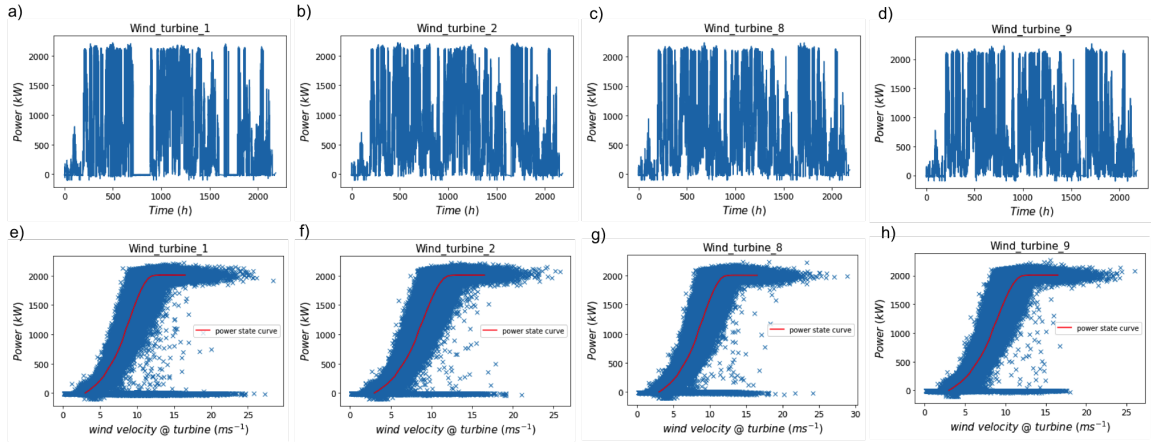 a)
Wind_turbine_1
Power (kW)
2000
1500
1000
500
0
0
500
1000
1500
2000
Time (h)
b)
Wind_turbine_2
Power (kW)
2000
1500
1000
500
0
0
500
1000
1500
2000
Time (h)
c)
Wind_turbine_8
Power (kW)
2000
1500
1000
500
0
0
500
1000
1500
2000
Time (h)
d)
Wind_turbine_9
Power (kW)
2000
1500
1000
500
0
0
500
1000
1500
2000
Time (h)
e)
Wind_turbine_1
Power (kW)
2000
1500
1000
500
0
power state curve
0
5
10
15
20
25
wind velocity @ turbine (ms⁻¹)
f)
Wind_turbine_2
Power (kW)
2000
1500
1000
500
0
power state curve
0
5
10
15
20
25
wind velocity @ turbine (ms⁻¹)
g)
Wind_turbine_8
Power (kW)
2000
1500
1000
500
0
power state curve
0
5
10
15
20
25
30
wind velocity @ turbine (ms⁻¹)
h)
Wind_turbine_9
Power (kW)
2000
1500
1000
500
0
power state curve
0
5
10
15
20
25
wind velocity @ turbine (ms⁻¹)